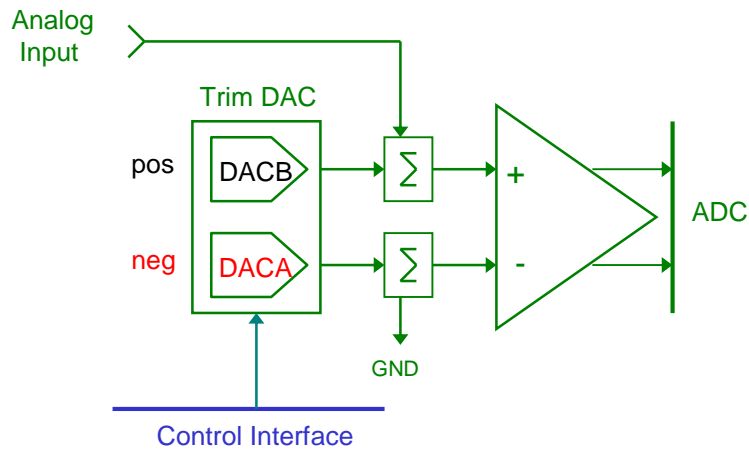 Analog
Input
Trim DAC
pos
DACB
Σ
+
ADC
neg
DACA
Σ
-
GND
Control Interface